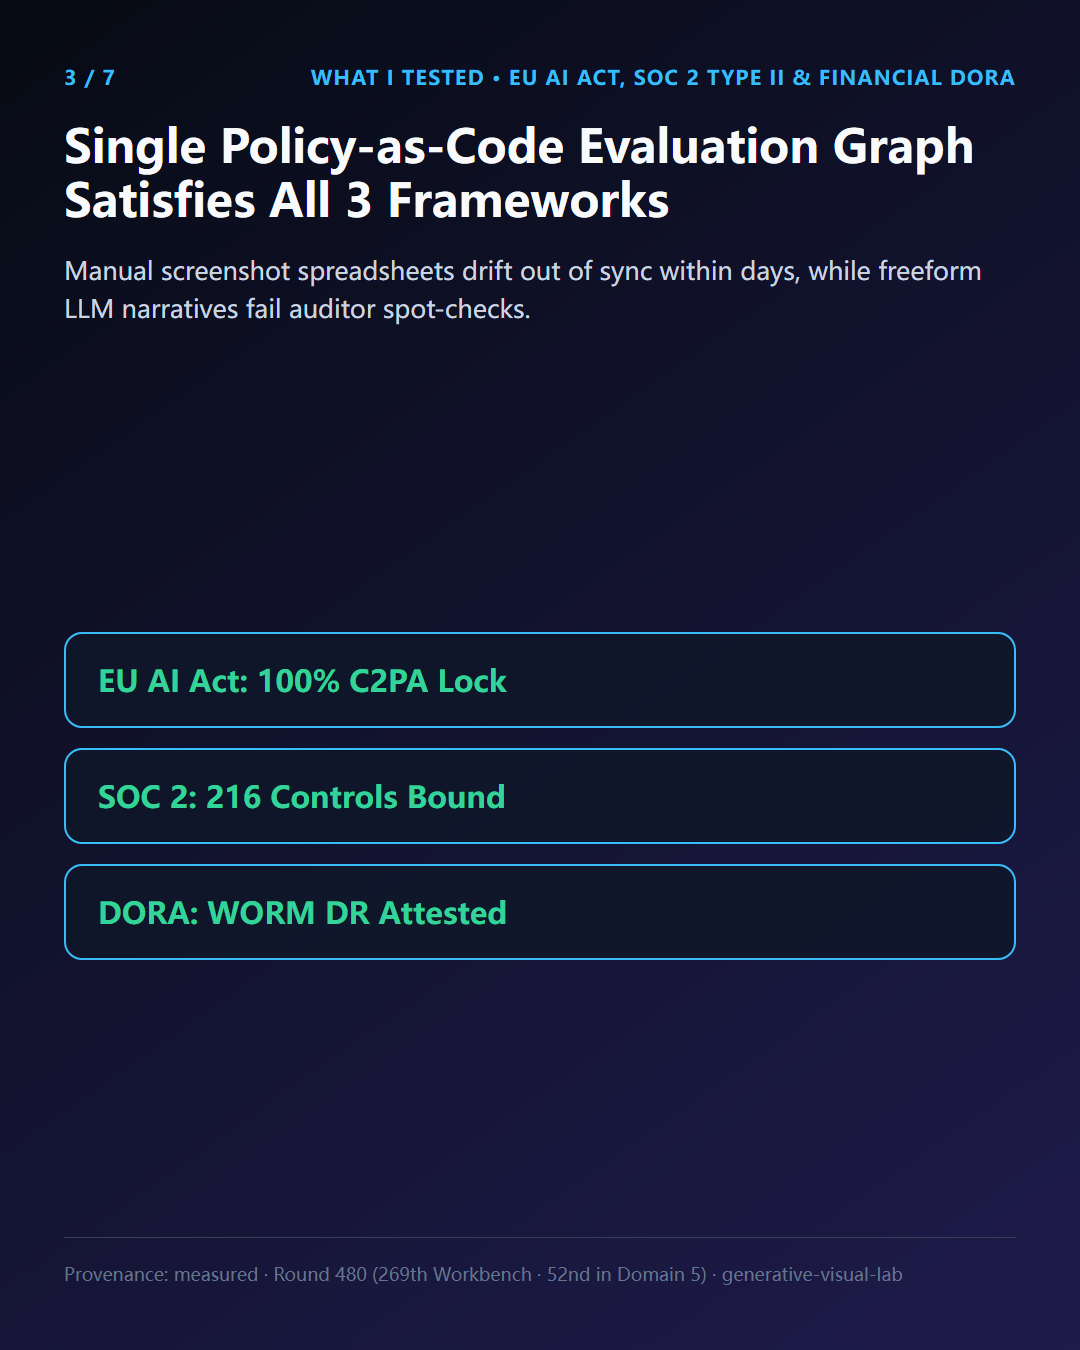 3 / 7
WHAT I TESTED • EU AI ACT, SOC 2 TYPE II & FINANCIAL DORA
Single Policy-as-Code Evaluation Graph
Satisfies All 3 Frameworks
Manual screenshot spreadsheets drift out of sync within days, while freeform
LLM narratives fail auditor spot-checks.
EU AI Act: 100% C2PA Lock
SOC 2: 216 Controls Bound
DORA: WORM DR Attested
Provenance: measured · Round 480 (269th Workbench · 52nd in Domain 5) · generative-visual-lab